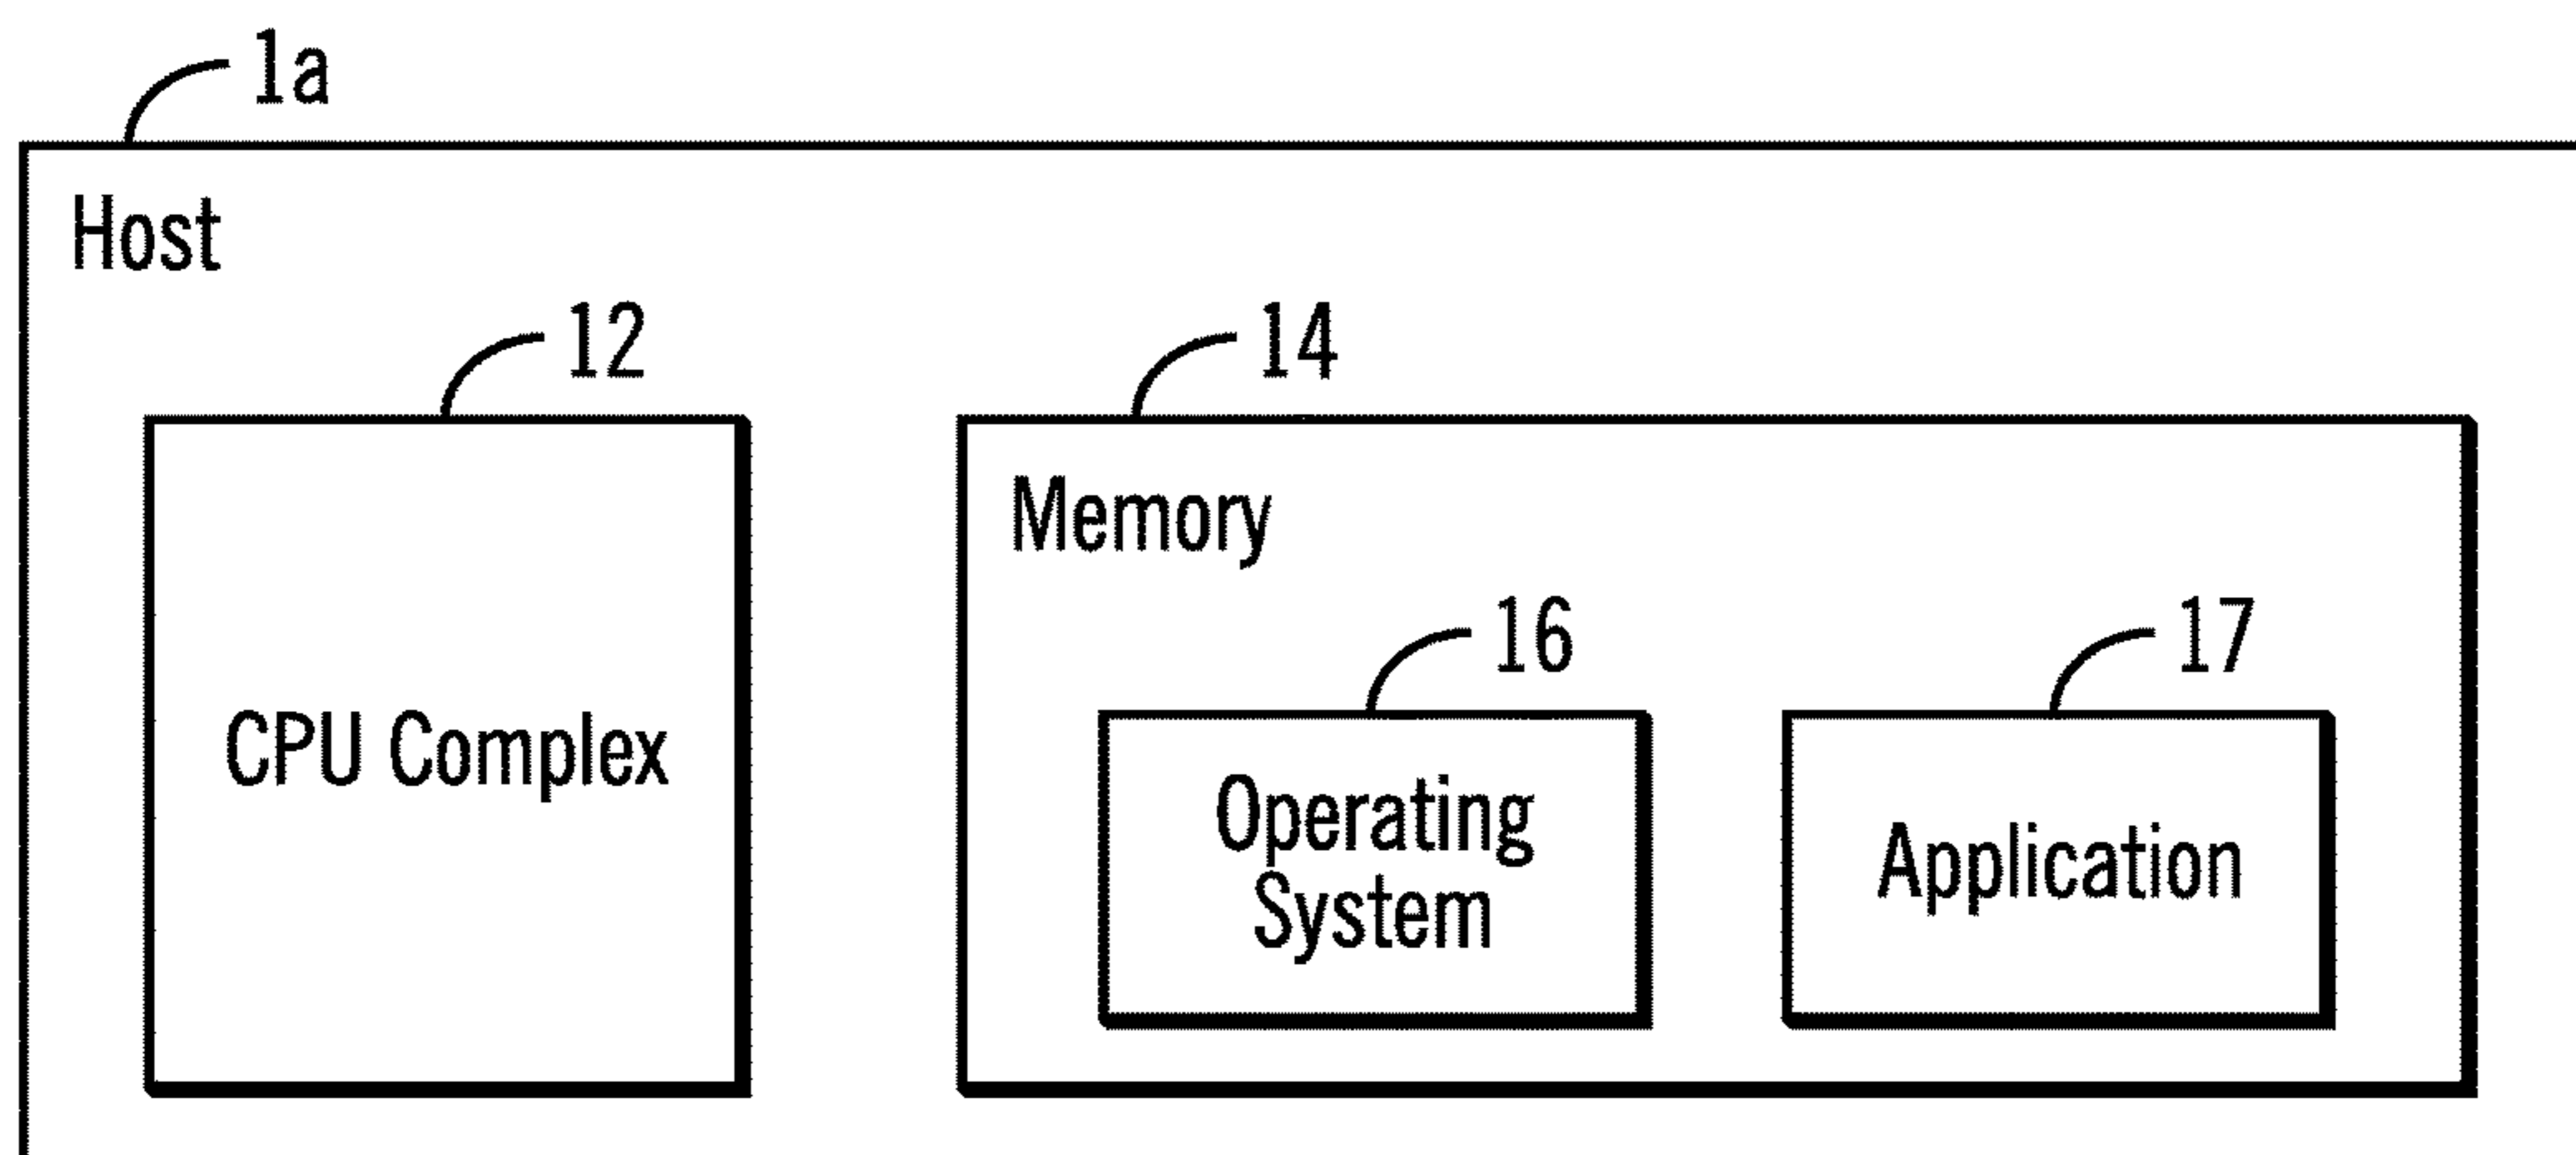 1a
Host
12
14
Memory
16
17
CPU Complex
Operating
System
Application